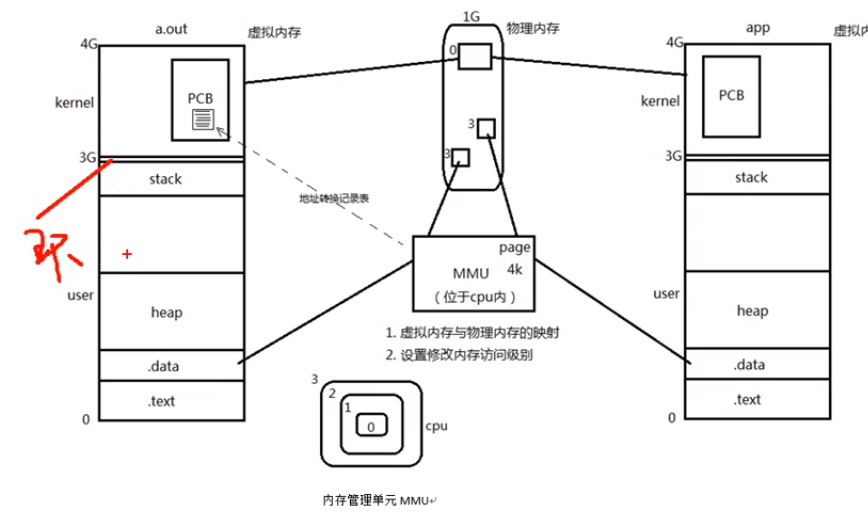 a.out
虚拟内存
4G
PCB
kernel
3G
stack
user
heap
.data
.text
0
1G
物理内存
0
3
3
地址转换记录表
page
4k
MMU
(位于cpu内)
1. 虚拟内存与物理内存的映射
2. 设置修改内存访问级别
3
2
1
0
cpu
app
虚拟内
4G
PCB
kernel
3G
stack
user
heap
.data
.text
0
内存管理单元 MMU